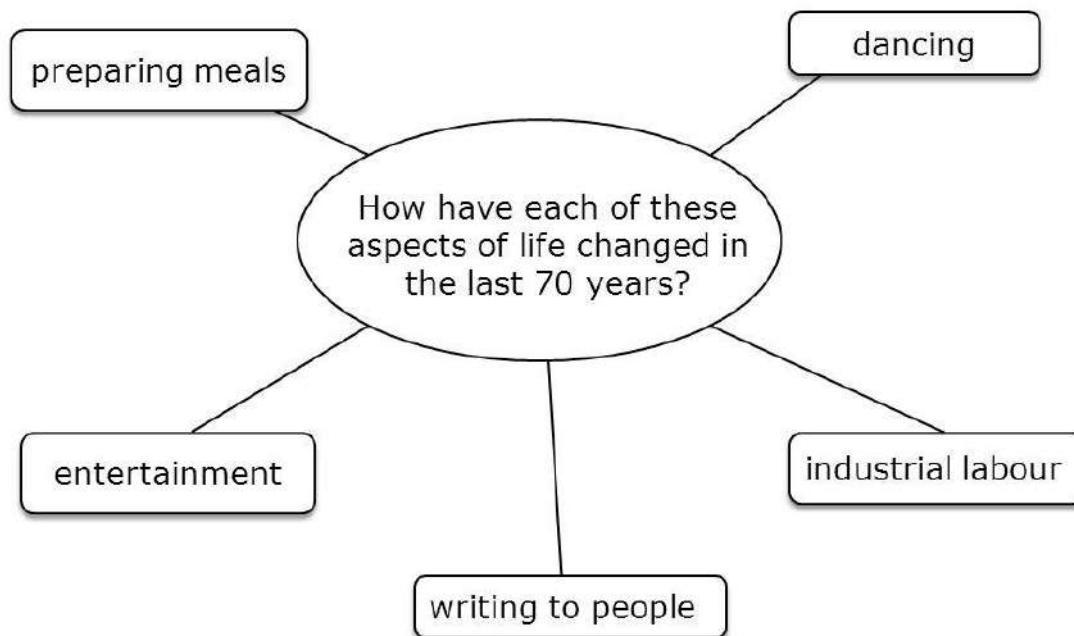 preparing meals
dancing
How have each of these
aspects of life changed in
the last 70 years?
entertainment
industrial labour
writing to people